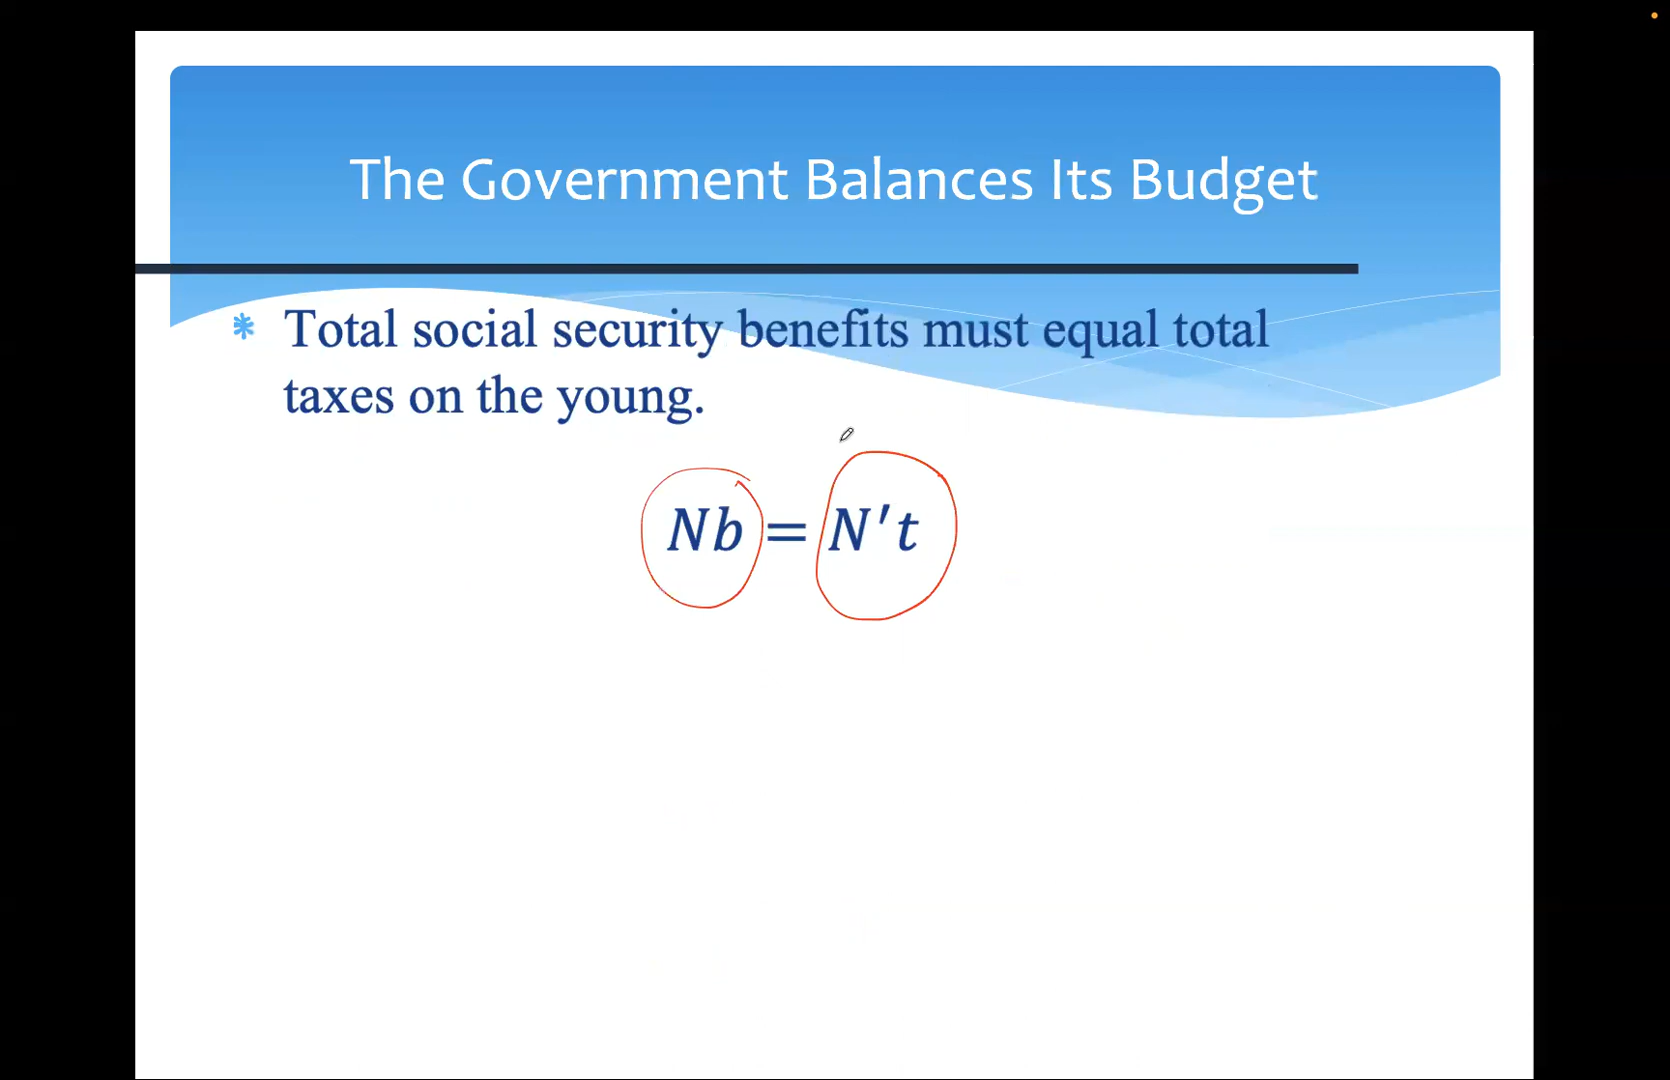 The Government Balances Its Budget
* Total social security benefits must equal total
taxes on the young.
Nb = N't